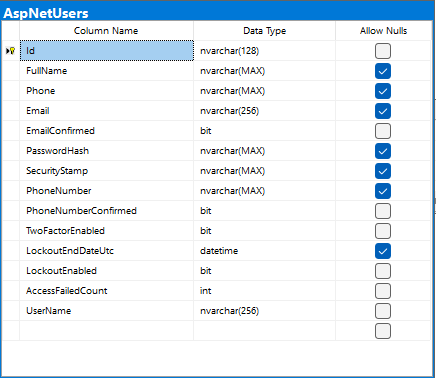 AspNetUsers
Column Name Data Type Allow Nulls
Id nvarchar(128)
FullName nvarchar(MAX)
Phone nvarchar(MAX)
Email nvarchar(256)
EmailConfirmed bit
PasswordHash nvarchar(MAX)
SecurityStamp nvarchar(MAX)
PhoneNumber nvarchar(MAX)
PhoneNumberConfirmed bit
TwoFactorEnabled bit
LockoutEndDateUtc datetime
LockoutEnabled bit
AccessFailedCount int
UserName nvarchar(256)